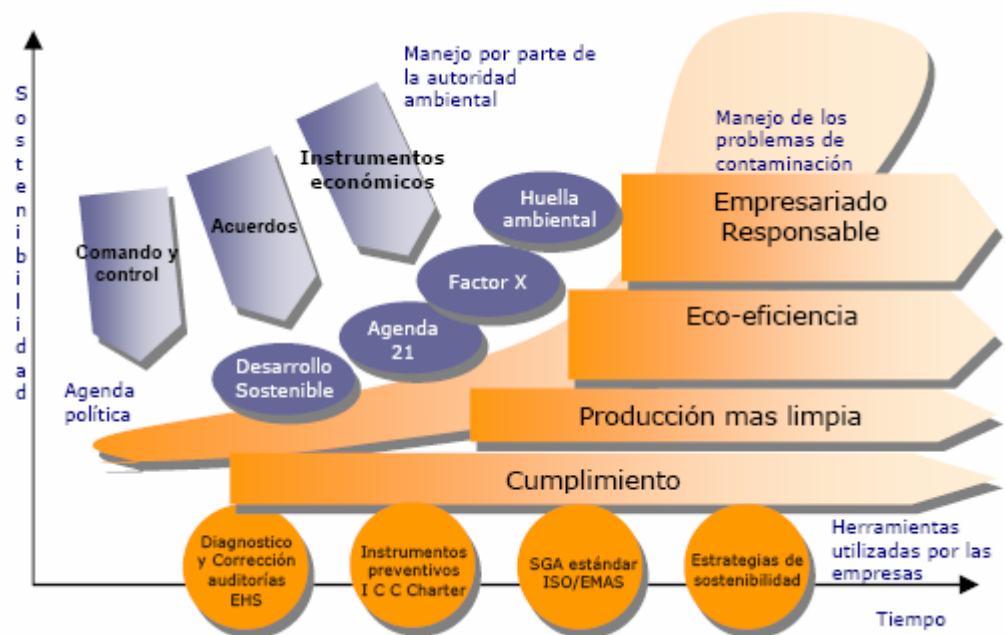 Sostenibilidad
Manejo por parte de
la autoridad
ambiental
Comando y
control
Acuerdos
Instrumentos
económicos
Huella
ambiental
Factor X
Agenda
21
Desarrollo
Sostenible
Agenda
política
Manejo de los
problemas de
contaminación
Empresariado
Responsable
Eco-eficiencia
Producción mas limpia
Cumplimiento
Diagnostico
y Corrección
auditorías
EHS
Instrumentos
preventivos
I C C Charter
SGA estándar
ISO/EMAS
Estrategias de
sostenibilidad
Herramientas
utilizadas por las
empresas
Tiempo